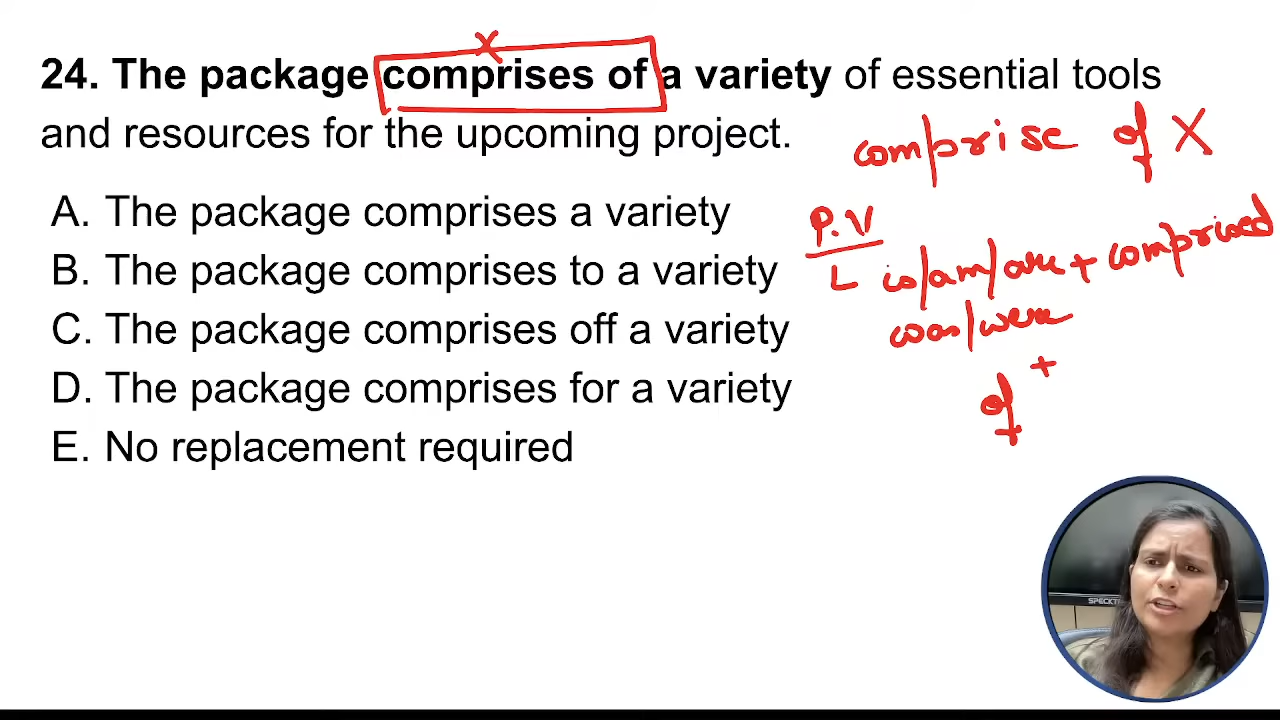 x
24. The package comprises of a variety of essential tools
and resources for the upcoming project.
comprise of X
A. The package comprises a variety
P.V
B. The package comprises to a variety
L is/am/are + comprised
C. The package comprises off a variety
was/were
+
D. The package comprises for a variety
of
E. No replacement required